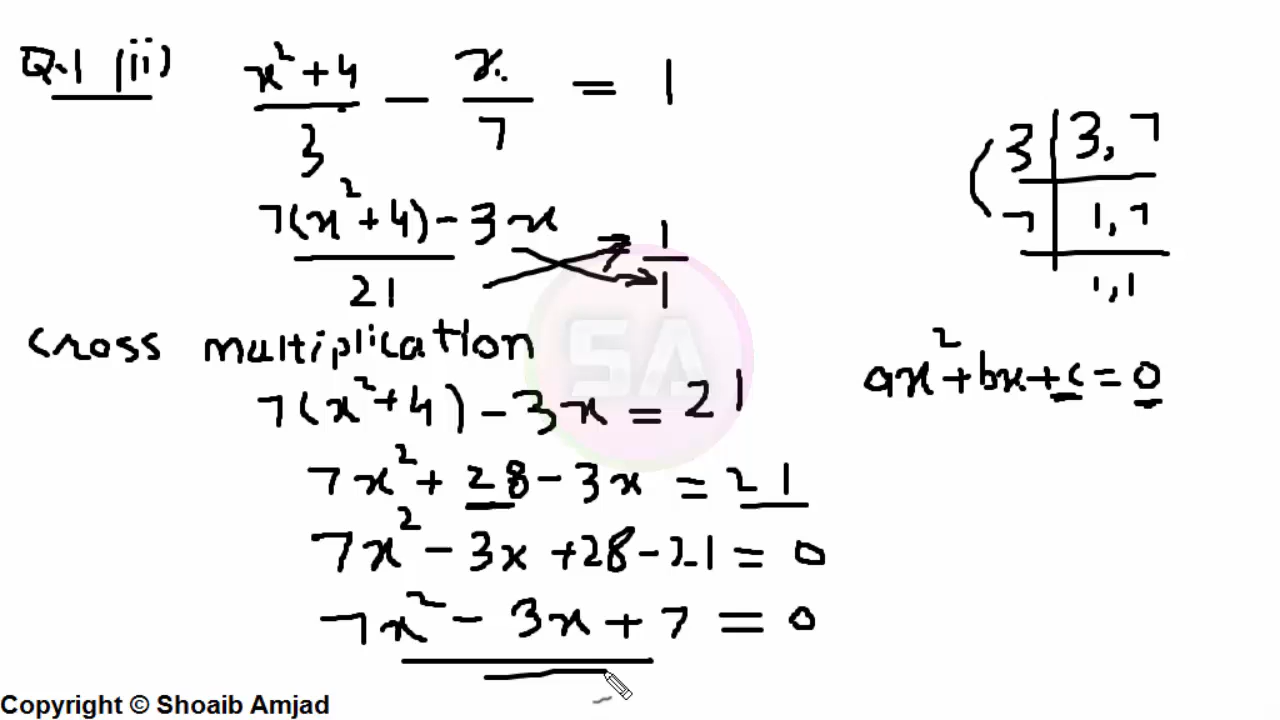 Q.1 (ii) x²+4/3 - x/7 = 1
3 | 3, 7
7 | 1, 7
1, 1
7(x²+4) - 3x/21 1/1
cross multiplication
ax²+bx+c=0
7(x²+4) - 3x = 21
7x²+28-3x = 21
7x²-3x+28-21=0
7x²-3x+7=0
SA
Copyright © Shoaib Amjad